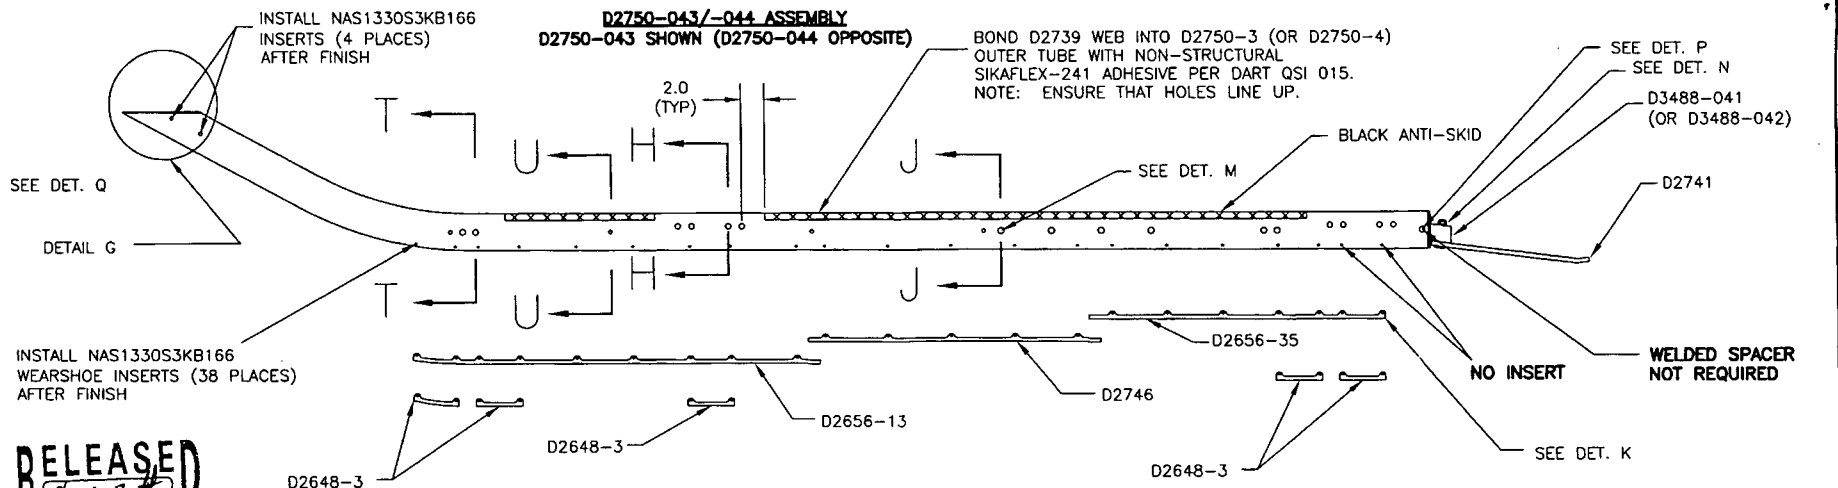 INSTALL NAS1330S3KB166
INSERTS (4 PLACES)
AFTER FINISH
D2750-043/-044 ASSEMBLY
D2750-043 SHOWN (D2750-044 OPPOSITE)
BOND D2739 WEB INTO D2750-3 (OR D2750-4)
OUTER TUBE WITH NON-STRUCTURAL
SIKAFLEX-241 ADHESIVE PER DART QSI 015.
NOTE: ENSURE THAT HOLES LINE UP.
SEE DET. P
SEE DET. N
D3488-041
(OR D3488-042)
2.0
(TYP)
T
U
H
J
BLACK ANTI-SKID
SEE DET. M
D2741
SEE DET. Q
DETAIL G
T
U
H
J
INSTALL NAS1330S3KB166
WEARSHOE INSERTS (38 PLACES)
AFTER FINISH
D2656-35
NO INSERT
WELDED SPACER
NOT REQUIRED
D2746
D2656-13
D2648-3
D2648-3
D2648-3
SEE DET. K
RELEASED